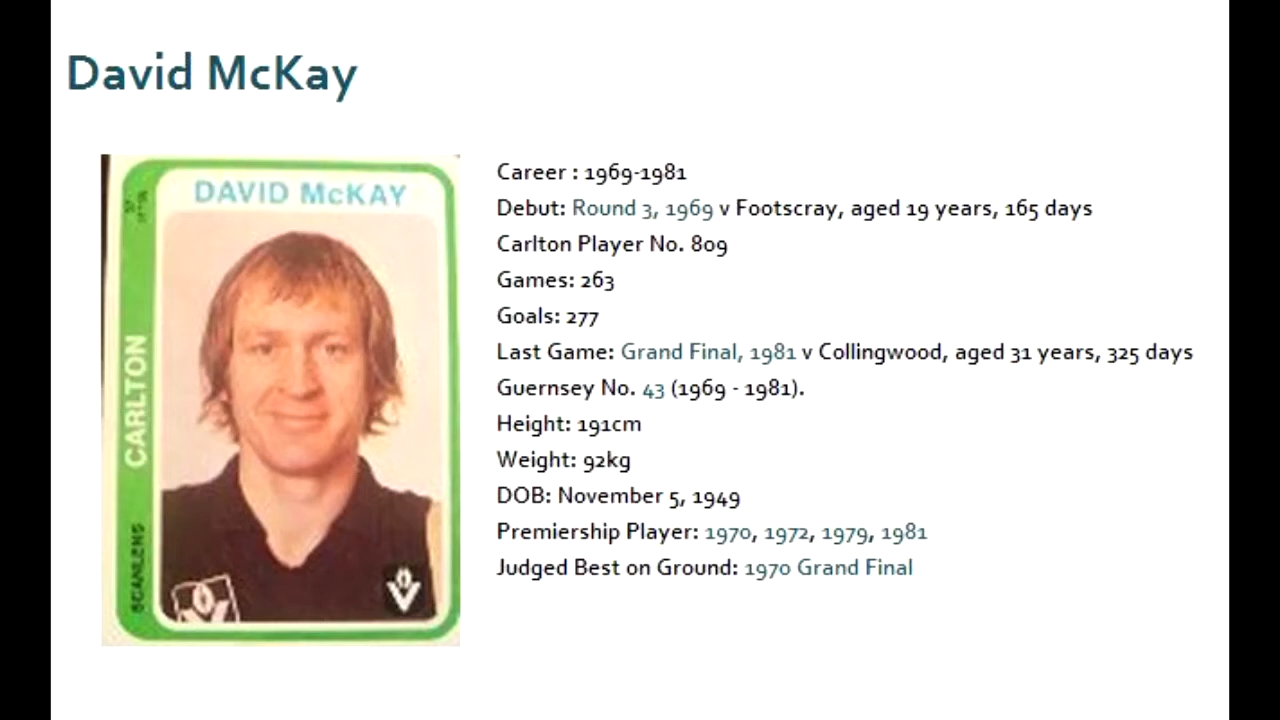 David McKay
DAVID McKAY
CARLTON
SCANLENS
Career : 1969-1981
Debut: Round 3, 1969 v Footscray, aged 19 years, 165 days
Carlton Player No. 809
Games: 263
Goals: 277
Last Game: Grand Final, 1981 v Collingwood, aged 31 years, 325 days
Guernsey No. 43 (1969 - 1981).
Height: 191cm
Weight: 92kg
DOB: November 5, 1949
Premiership Player: 1970, 1972, 1979, 1981
Judged Best on Ground: 1970 Grand Final